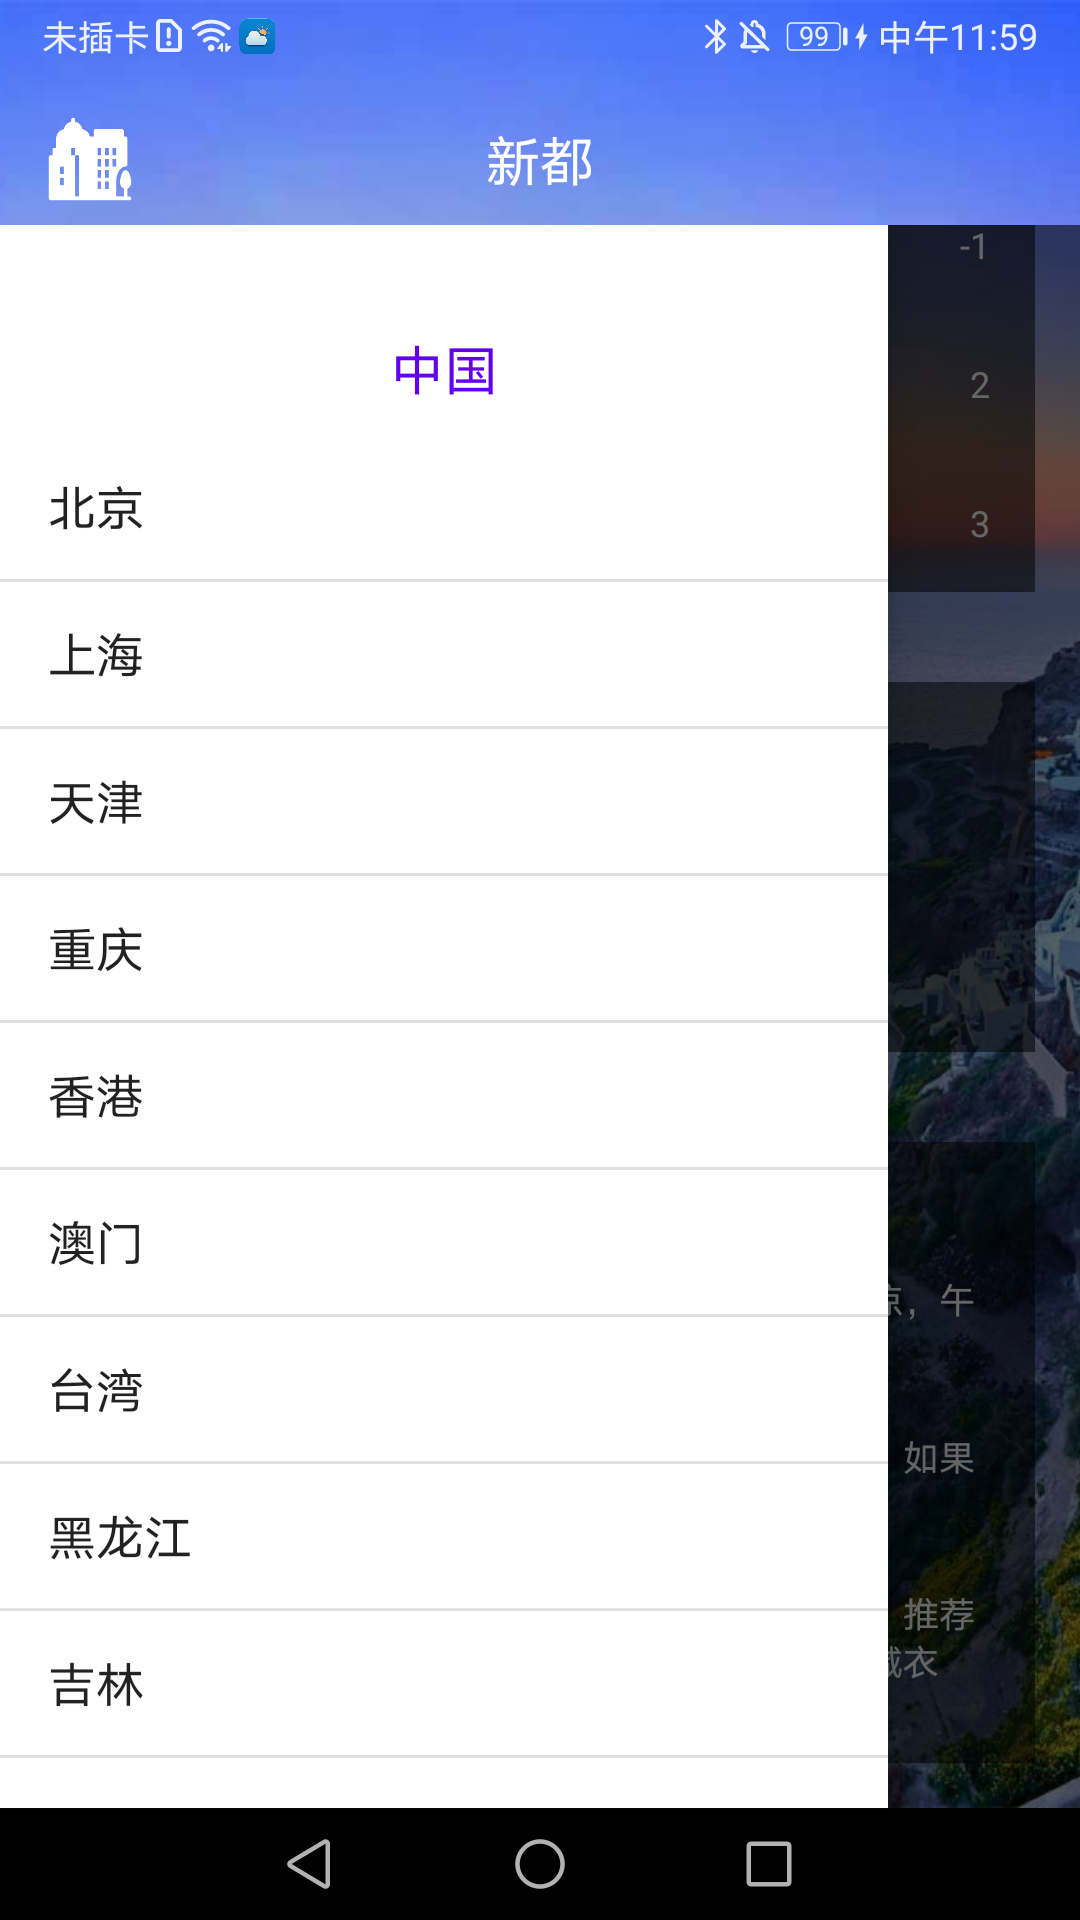 未插卡 99 中午11:59
新都
-1
中国
2
北京
3
上海
天津
重庆
香港
澳门
，午
台湾
如果
黑龙江
推荐
吉林
衣